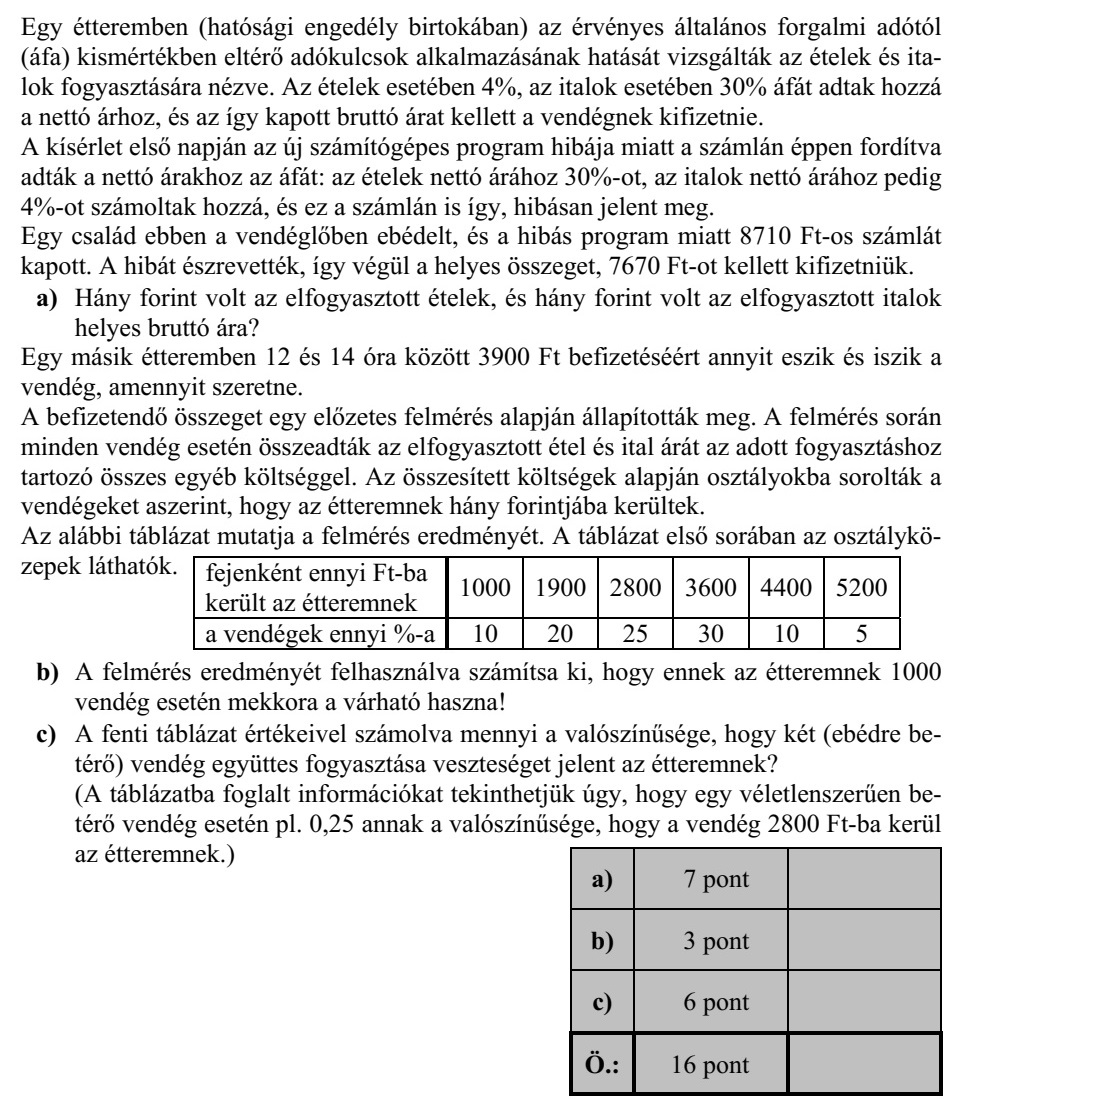 Egy étteremben (hatósági engedély birtokában) az érvényes általános forgalmi adótól
(áfa) kismértékben eltérő adókulcsok alkalmazásának hatását vizsgálták az ételek és ita-
lok fogyasztására nézve. Az ételek esetében 4%, az italok esetében 30% áfát adtak hozzá
a nettó árhoz, és az így kapott bruttó árat kellett a vendégnek kifizetnie.
A kísérlet első napján az új számítógépes program hibája miatt a számlán éppen fordítva
adták a nettó árakhoz az áfát: az ételek nettó árához 30%-ot, az italok nettó árához pedig
4%-ot számoltak hozzá, és ez a számlán is így, hibásan jelent meg.
Egy család ebben a vendéglőben ebédelt, és a hibás program miatt 8710 Ft-os számlát
kapott. A hibát észrevették, így végül a helyes összeget, 7670 Ft-ot kellett kifizetniük.
a) Hány forint volt az elfogyasztott ételek, és hány forint volt az elfogyasztott italok
helyes bruttó ára?
Egy másik étteremben 12 és 14 óra között 3900 Ft befizetéséért annyit eszik és iszik a
vendég, amennyit szeretne.
A befizetendő összeget egy előzetes felmérés alapján állapították meg. A felmérés során
minden vendég esetén összeadták az elfogyasztott étel és ital árát az adott fogyasztáshoz
tartozó összes egyéb költséggel. Az összesített költségek alapján osztályokba sorolták a
vendégeket aszerint, hogy az étteremnek hány forintjába kerültek.
Az alábbi táblázat mutatja a felmérés eredményét. A táblázat első sorában az osztálykö-
zepek láthatók.
fejenként ennyi Ft-ba
került az étteremnek 1000 1900 2800 3600 4400 5200
a vendégek ennyi %-a 10 20 25 30 10 5
b) A felmérés eredményét felhasználva számítsa ki, hogy ennek az étteremnek 1000
vendég esetén mekkora a várható haszna!
c) A fenti táblázat értékeivel számolva mennyi a valószínűsége, hogy két (ebédre be-
térő) vendég együttes fogyasztása veszteséget jelent az étteremnek?
(A táblázatba foglalt információkat tekinthetjük úgy, hogy egy véletlenszerűen be-
térő vendég esetén pl. 0,25 annak a valószínűsége, hogy a vendég 2800 Ft-ba kerül
az étteremnek.)
a) 7 pont
b) 3 pont
c) 6 pont
Ö.: 16 pont